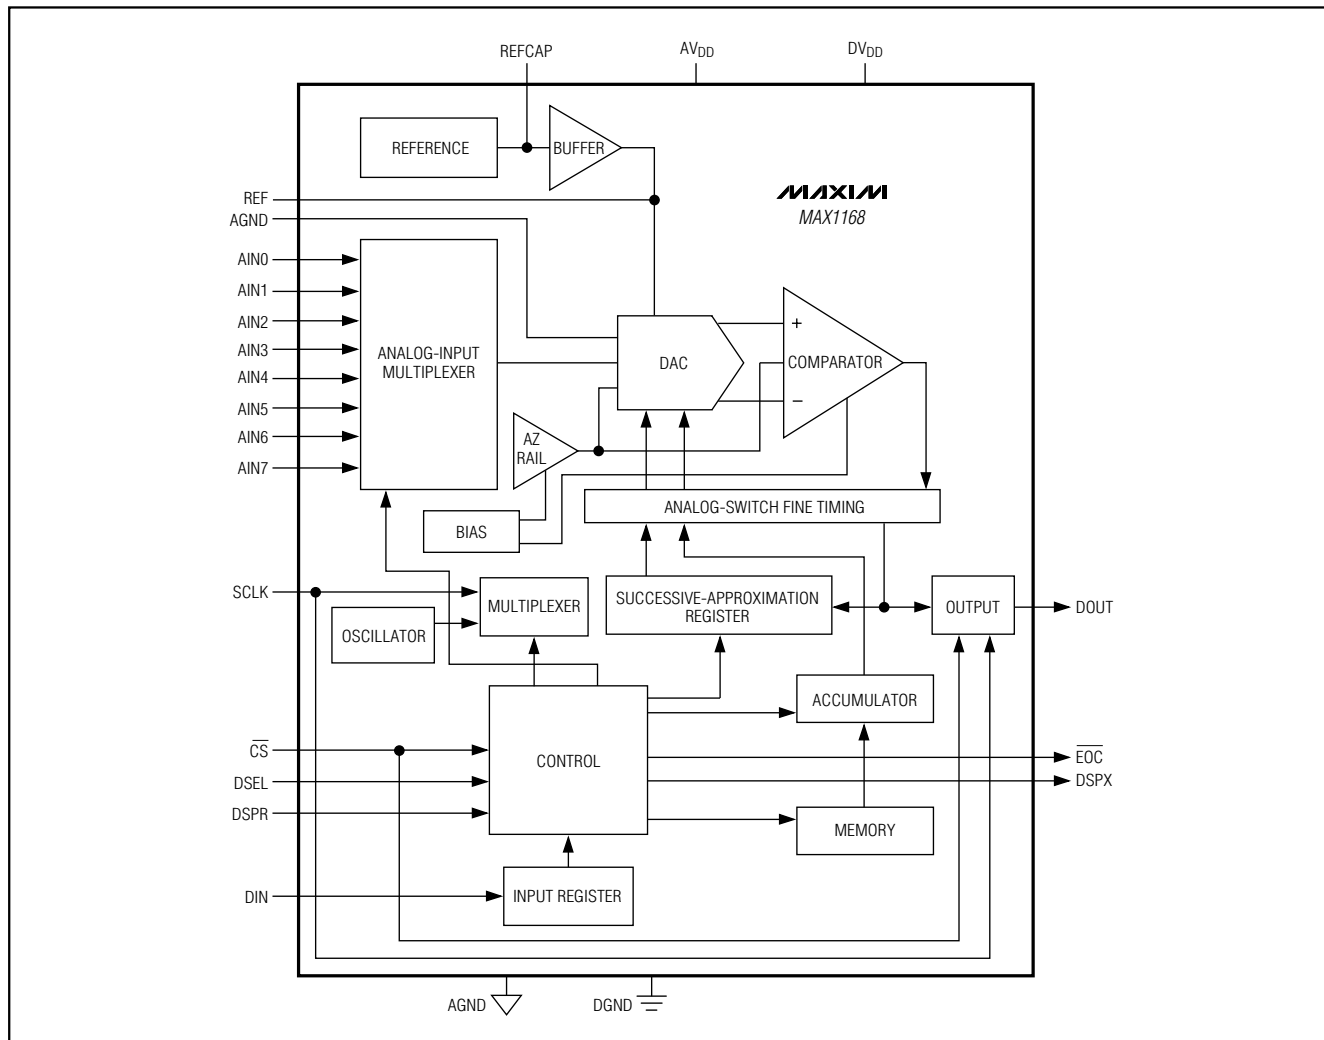 REFCAP
AVDD
DVDD
REFERENCE
BUFFER
REF
AGND
MAXIM
MAX1168
AIN0
AIN1
AIN2
AIN3
AIN4
AIN5
AIN6
AIN7
ANALOG-INPUT
MULTIPLEXER
DAC
+
COMPARATOR
−
AZ
RAIL
ANALOG-SWITCH FINE TIMING
BIAS
SCLK
MULTIPLEXER
SUCCESSIVE-APPROXIMATION
REGISTER
OUTPUT
DOUT
OSCILLATOR
ACCUMULATOR
CS
DSEL
DSPR
CONTROL
EOC
DSPX
MEMORY
DIN
INPUT REGISTER
AGND
DGND